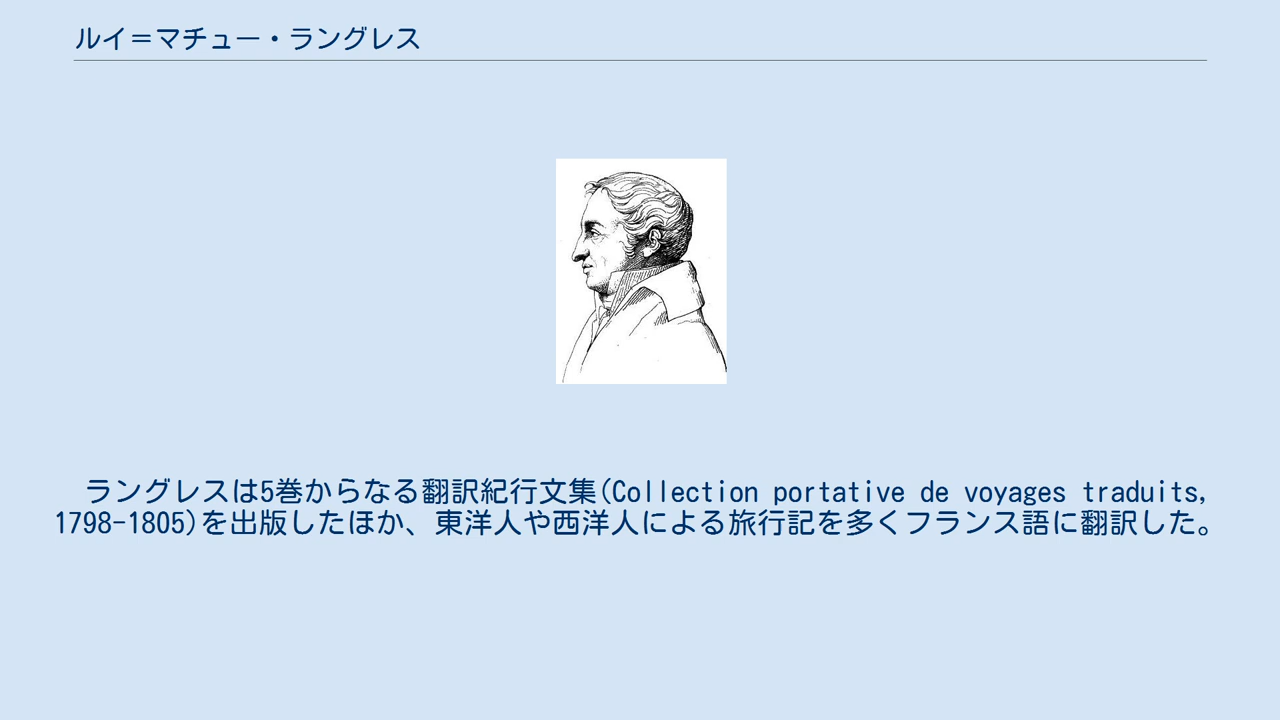 ルイ＝マチュー・ラングレス
ラングレスは5巻からなる翻訳紀行文集(Collection portative de voyages traduits,
1798-1805)を出版したほか、東洋人や西洋人による旅行記を多くフランス語に翻訳した。